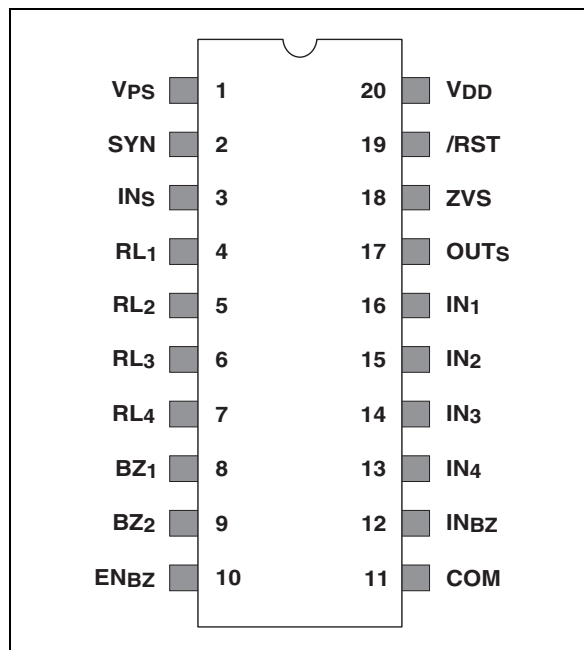 VPS 1 20 VDD
SYN 2 19 /RST
INS 3 18 ZVS
RL1 4 17 OUTS
RL2 5 16 IN1
RL3 6 15 IN2
RL4 7 14 IN3
BZ1 8 13 IN4
BZ2 9 12 INBZ
ENBZ 10 11 COM